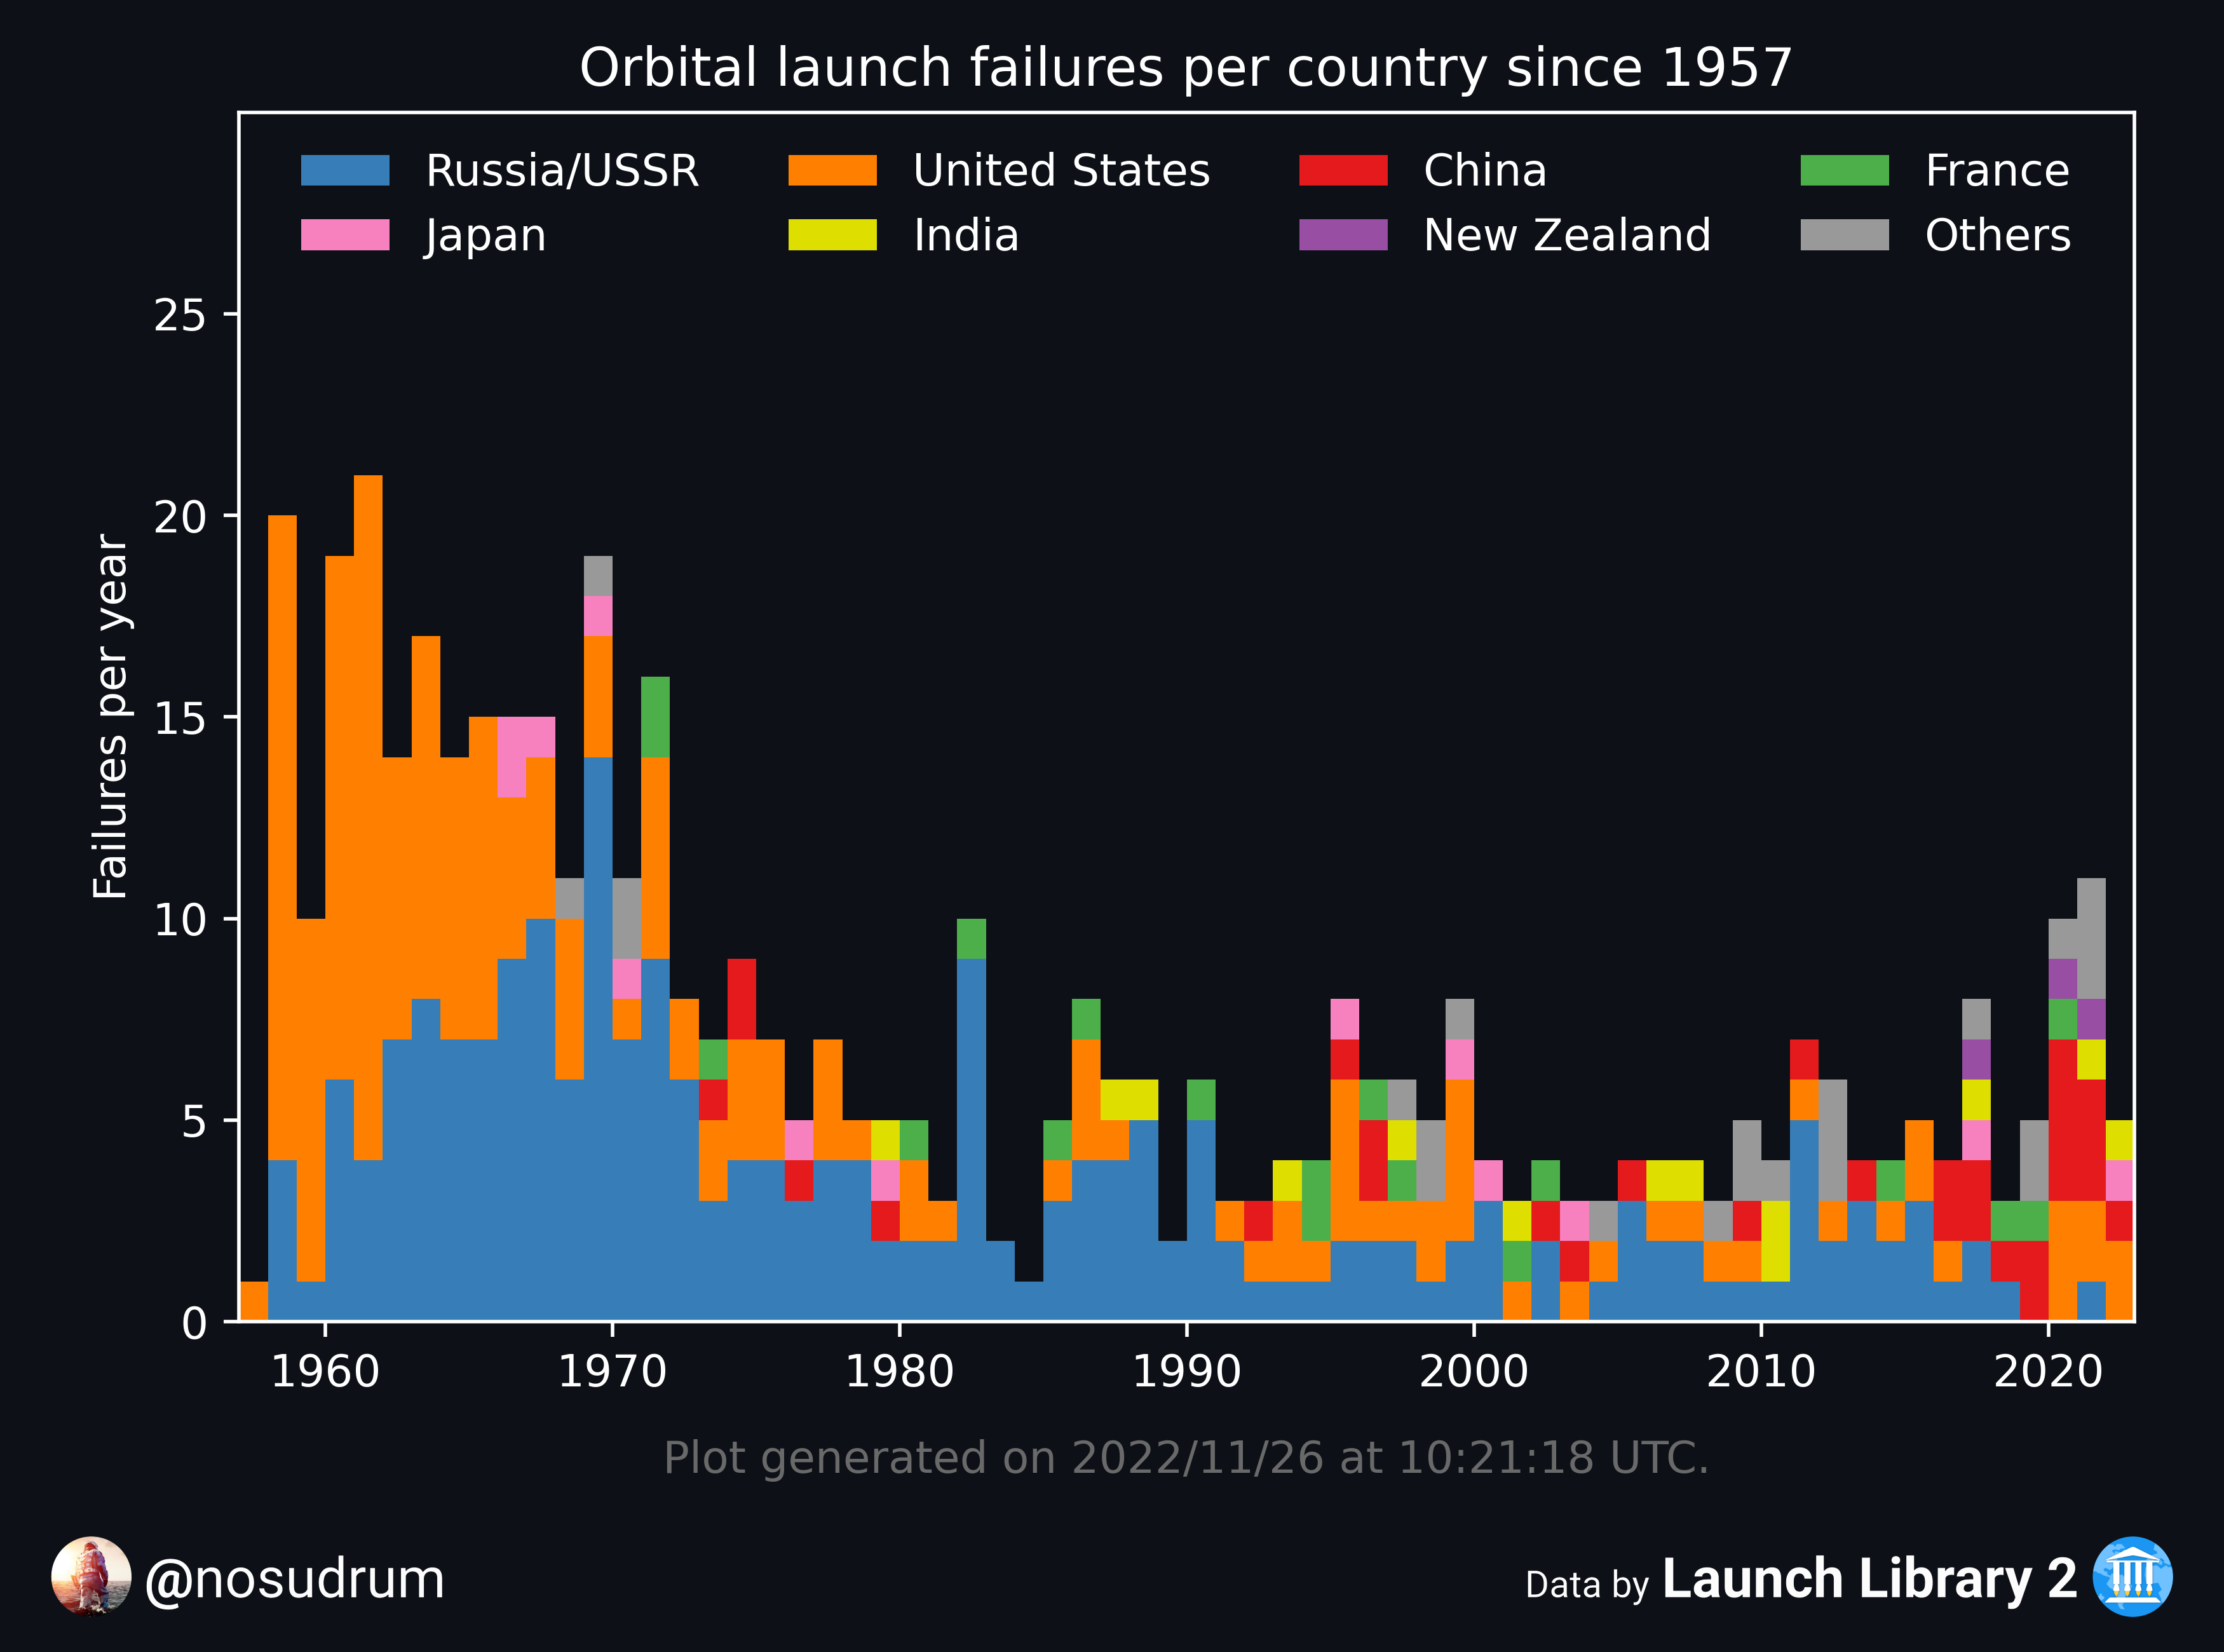 Orbital launch failures per country since 1957
Russia/USSR
United States
China
France
Japan
India
New Zealand
Others
Failures per year
25
20
15
10
5
0
1960
1970
1980
1990
2000
2010
2020
Plot generated on 2022/11/26 at 10:21:18 UTC.
@nosudrum
Data by Launch Library 2